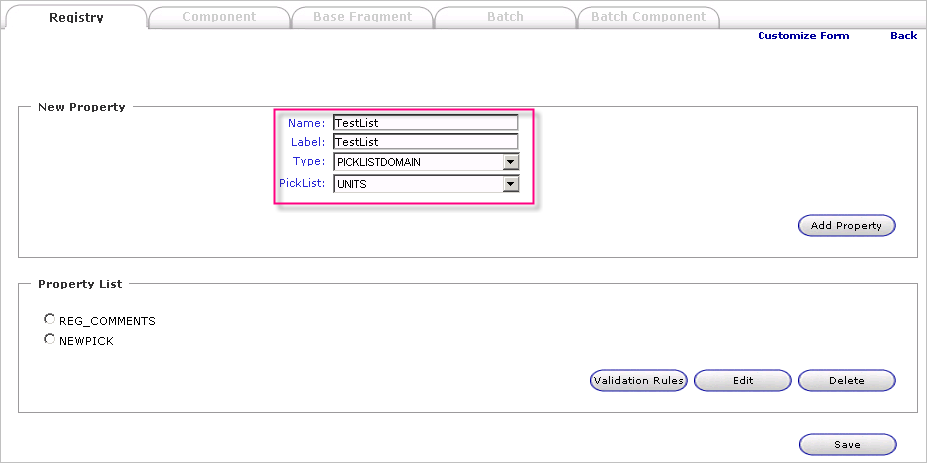 Registry Component Base Fragment Batch Batch Component
Customize Form Back
New Property
Name: TestList
Label: TestList
Type: PICKLISTDOMAIN
PickList: UNITS
Add Property
Property List
REG_COMMENTS
NEWPICK
Validation Rules Edit Delete
Save